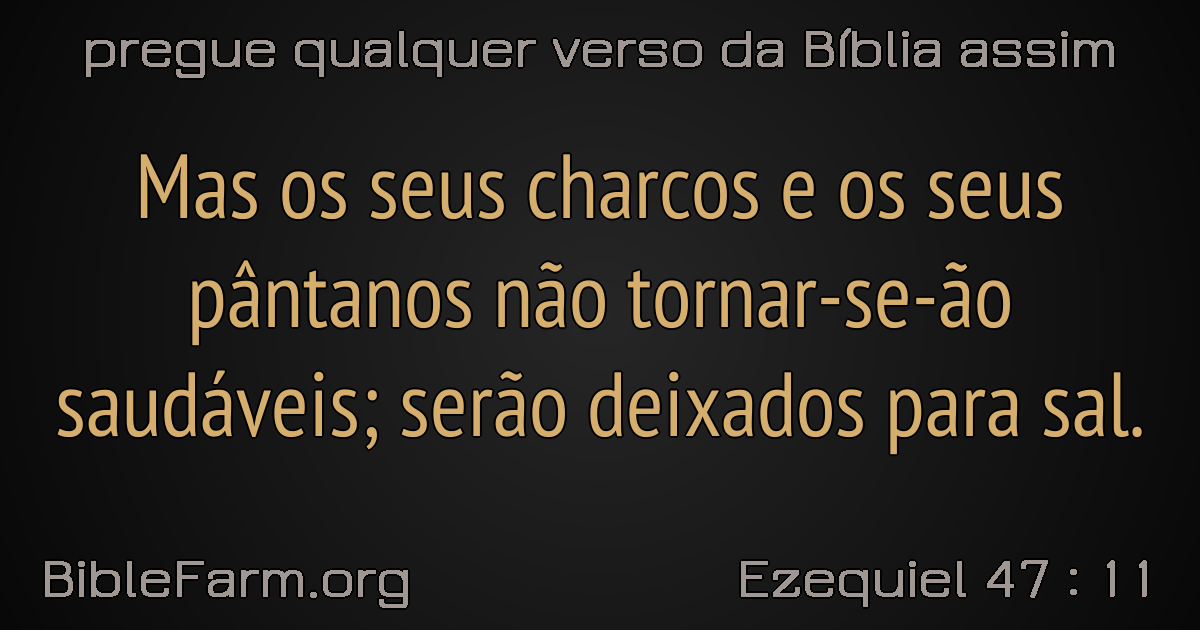 pregue qualquer verso da Bíblia assim
Mas os seus charcos e os seus
pântanos não tornar-se-ão
saudáveis; serão deixados para sal.
BibleFarm.org
Ezequiel 47 : 11